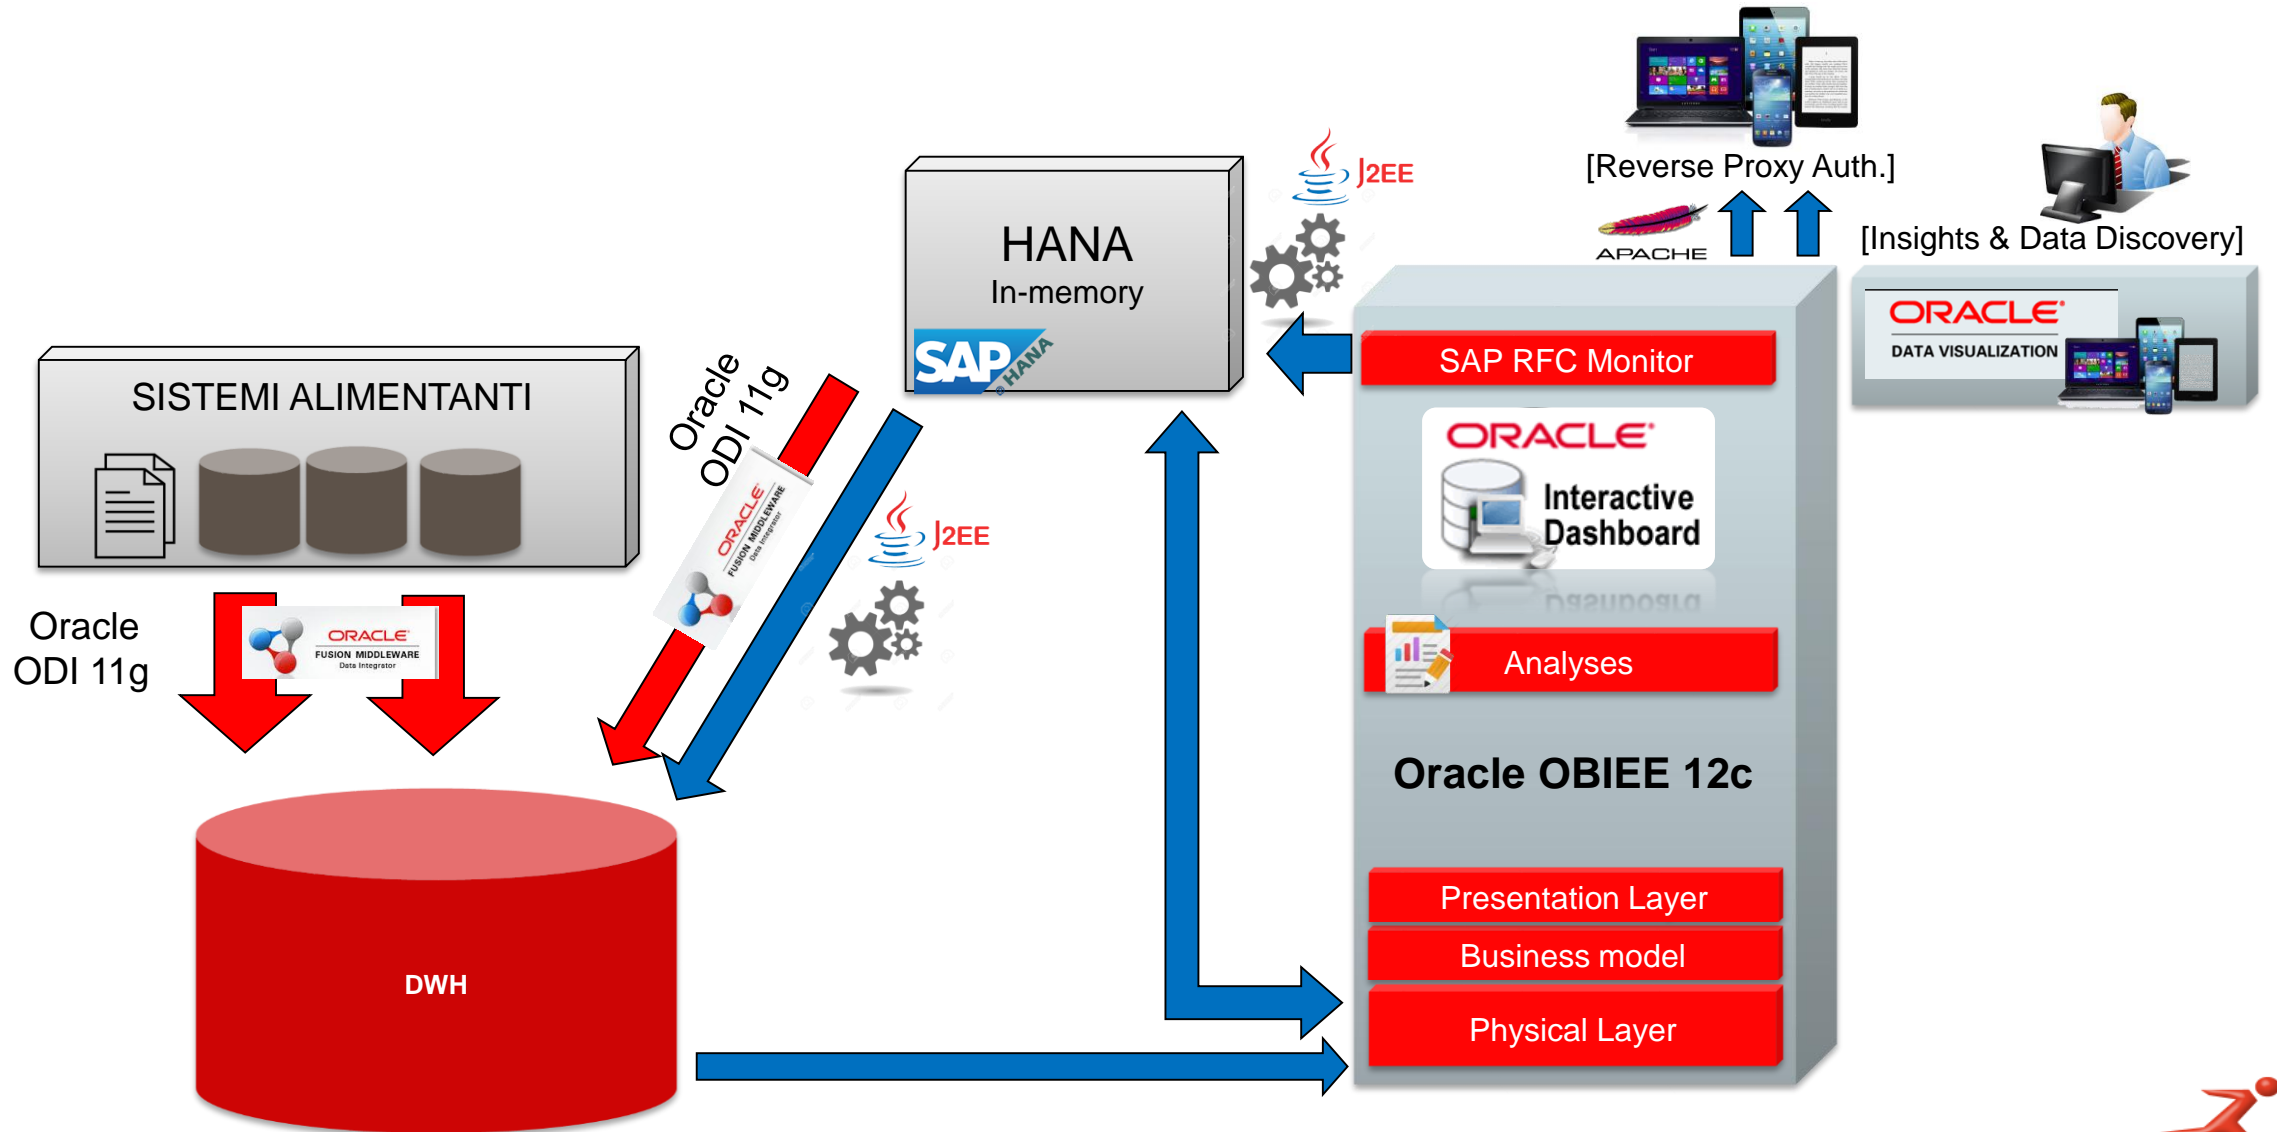 [Reverse Proxy Auth.]
APACHE
[Insights & Data Discovery]
J2EE
HANA
In-memory
SAP HANA
ORACLE
DATA VISUALIZATION
SAP RFC Monitor
SISTEMI ALIMENTANTI
Oracle
ODI 11g
ORACLE
FUSION MIDDLEWARE
Data Integrator
J2EE
ORACLE
Interactive
Dashboard
Analyses
Oracle
ODI 11g
ORACLE
FUSION MIDDLEWARE
Data Integrator
Oracle OBIEE 12c
Presentation Layer
Business model
Physical Layer
DWH